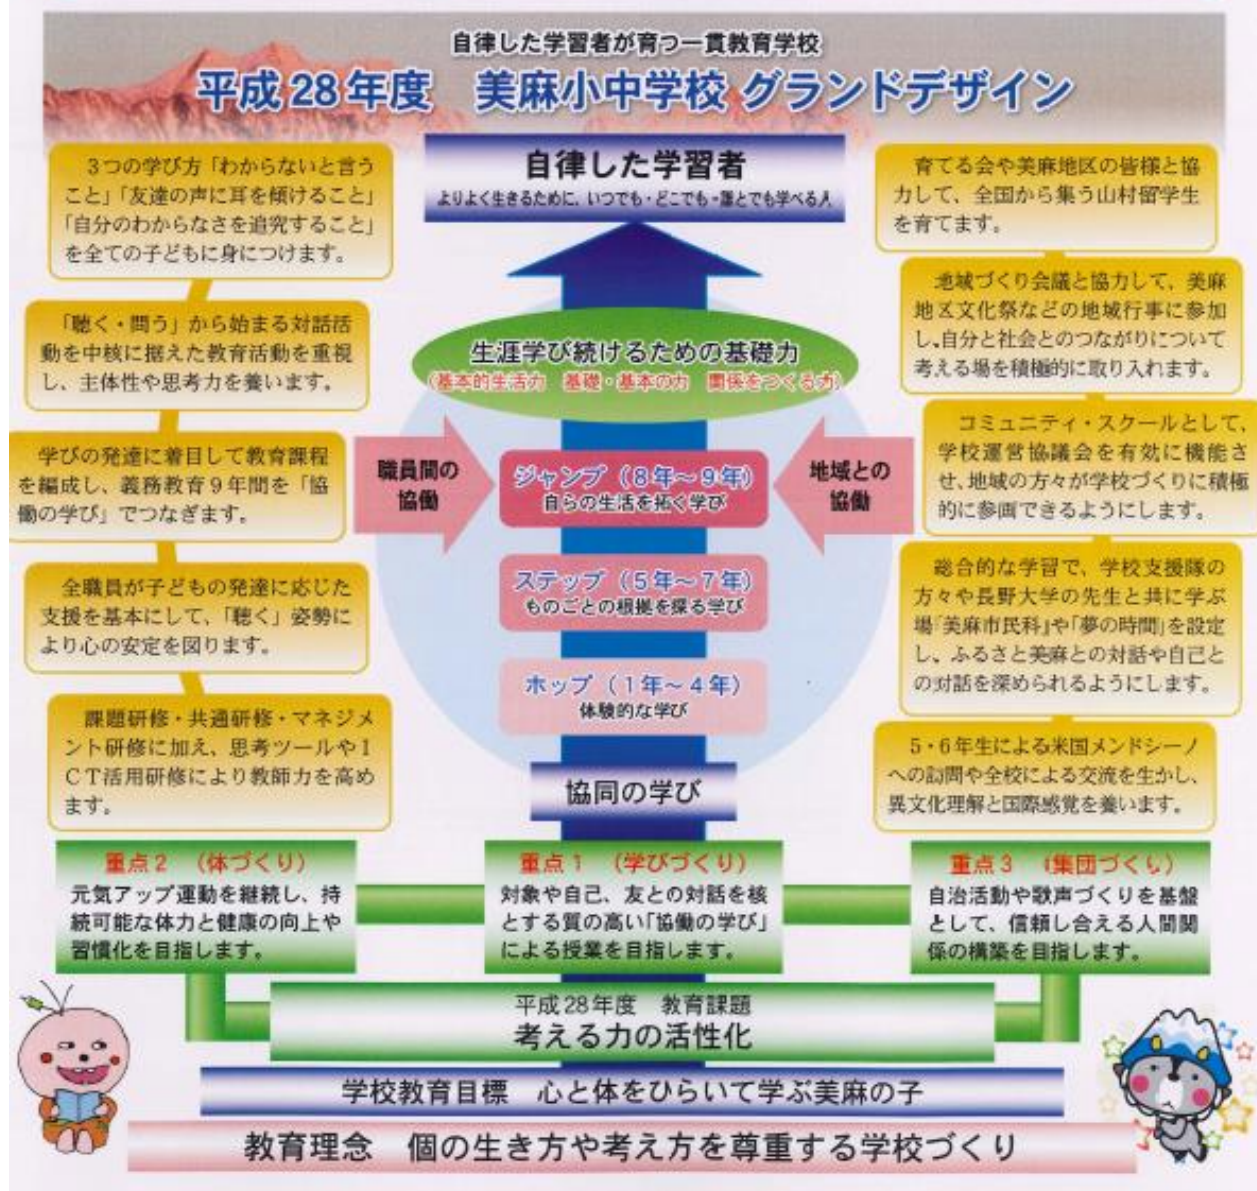 自律した学習者が育つ一貫教育学校
平成28年度　美麻小中学校 グランドデザイン
自律した学習者
よりよく生きるために、いつでも・どこでも・誰とでも学べる人
3つの学び方「わからないと言う
こと」「友達の声に耳を傾けること」
「自分のわからなさを追究すること」
を全ての子どもに身につけます。
「聴く・問う」から始まる対話活
動を中核に据えた教育活動を重視
し、主体性や思考力を養います。
学びの発達に着目して教育課程
を編成し、義務教育9年間を「協
働の学び」でつなぎます。
全職員が子どもの発達に応じた
支援を基本にして、「聴く」姿勢に
より心の安定を図ります。
課題研修・共通研修・マネジメ
ント研修に加え、思考ツールやI
CT活用研修により教師力を高め
ます。
生涯学び続けるための基礎力
(基本的生活力　基礎・基本の力　関係をつくる力)
職員間の
協働
ジャンプ（8年～9年）
自らの生活を拓く学び
地域との
協働
ステップ（5年～7年）
ものごとの根拠を探る学び
ホップ（1年～4年）
体験的な学び
協同の学び
育てる会や美麻地区の皆様と協
力して、全国から集う山村留学生
を育てます。
地域づくり会議と協力して、美麻
地区文化祭などの地域行事に参加
し、自分と社会とのつながりについて
考える場を積極的に取り入れます。
コミュニティ・スクールとして、
学校運営協議会を有効に機能さ
せ、地域の方々が学校づくりに積極
的に参画できるようにします。
総合的な学習で、学校支援隊の
方々や長野大学の先生と共に学ぶ
場「美麻市民科」や「夢の時間」を設定
し、ふるさと美麻との対話や自己と
の対話を深められるようにします。
5・6年生による米国メンドシーノ
への訪問や全校による交流を生かし、
異文化理解と国際感覚を養います。
重点2　（体づくり）
元気アップ運動を継続し、持
続可能な体力と健康の向上や
習慣化を目指します。
重点1　（学びづくり）
対象や自己、友との対話を核
とする質の高い「協働の学び」
による授業を目指します。
重点3　（集団づくり）
自治活動や歌声づくりを基盤
として、信頼し合える人間関
係の構築を目指します。
平成28年度　教育課題
考える力の活性化
学校教育目標　心と体をひらいて学ぶ美麻の子
教育理念　個の生き方や考え方を尊重する学校づくり